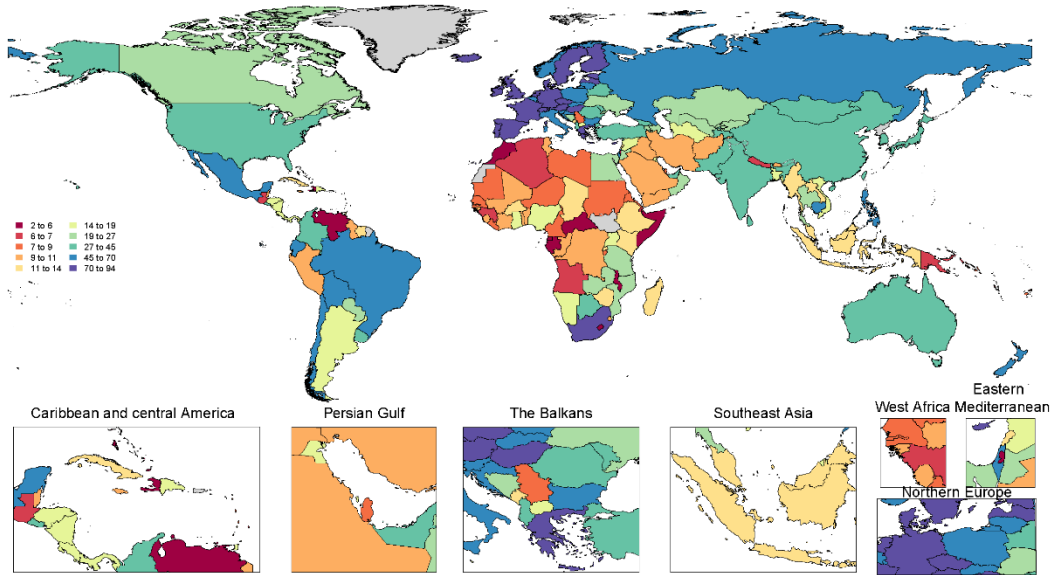 2 to 6
6 to 7
7 to 9
9 to 11
11 to 14
14 to 19
19 to 27
27 to 45
45 to 70
70 to 94
Caribbean and central America
Persian Gulf
The Balkans
Southeast Asia
West Africa
Eastern
Mediterranean
Northern Europe